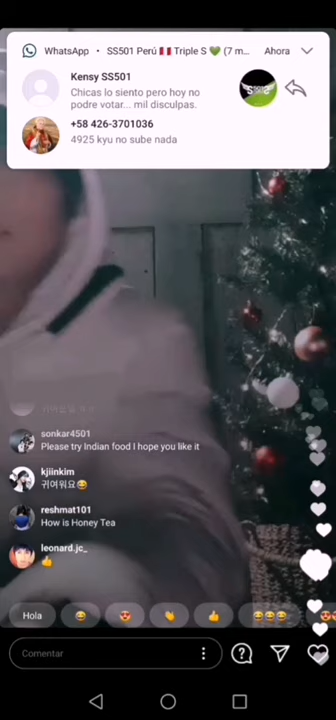 WhatsApp • SS501 Perú 🇵🇪 Triple S 💚 (7 m... Ahora
Kensy SS501
Chicas lo siento pero hoy no
podre votar... mil disculpas.
+58 426-3701036
4925 kyu no sube nada
sonkar4501
Please try Indian food I hope you like it
kjiinkim
귀여워요😂
reshmat101
How is Honey Tea
leonard.jc_
👍
Hola 😂 😍 👏 👍 😂😂😂 😍
Comentar